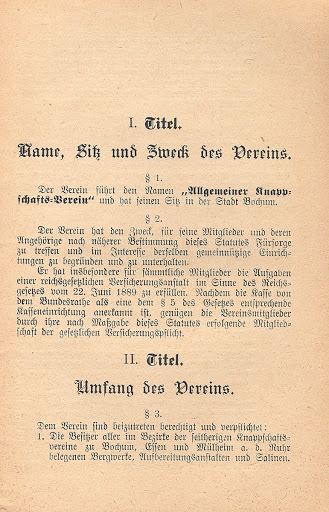 I. Titel.
Name, Sitz und Zweck des Vereins.
§ 1.
Der Verein führt den Namen „Allgemeiner Knapp-
schafts-Verein“ und hat seinen Sitz in der Stadt Bochum.
§ 2.
Der Verein hat den Zweck, für seine Mitglieder und deren
Angehörige nach näherer Bestimmung dieses Statutes Fürsorge
zu treffen und im Interesse derselben gemeinnützige Einrich-
tungen zu begründen und zu unterhalten.
Er hat insbesondere für sämmtliche Mitglieder die Aufgaben
einer reichsgesetzlichen Versicherungsanstalt im Sinne des Reichs-
gesetzes vom 22. Juni 1889 zu erfüllen. Nachdem die Kasse von
dem Bundesrathe als eine dem § 5 des Gesetzes entsprechende
Kasseneinrichtung anerkannt ist, genügen die Vereinsmitglieder
durch ihre nach Maßgabe dieses Statutes erfolgende Mitglied-
schaft der gesetzlichen Versicherungspflicht.
II. Titel.
Umfang des Vereins.
§ 3.
Dem Verein sind beizutreten berechtigt und verpflichtet:
1. Die Besitzer aller im Bezirke der seitherigen Knappschafts-
vereine zu Bochum, Essen und Mülheim a. d. Ruhr
belegenen Bergwerke, Aufbereitungsanstalten und Salinen.